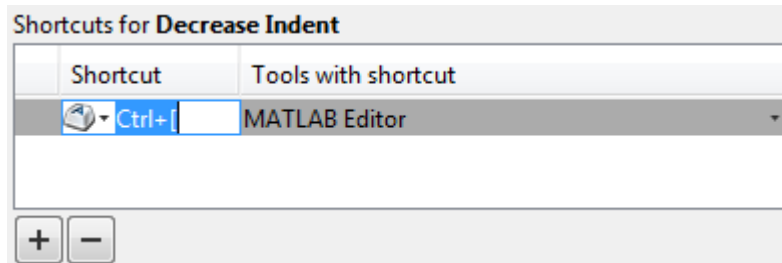 Shortcuts for Decrease Indent
Shortcut Tools with shortcut
Ctrl+[ MATLAB Editor
+ −